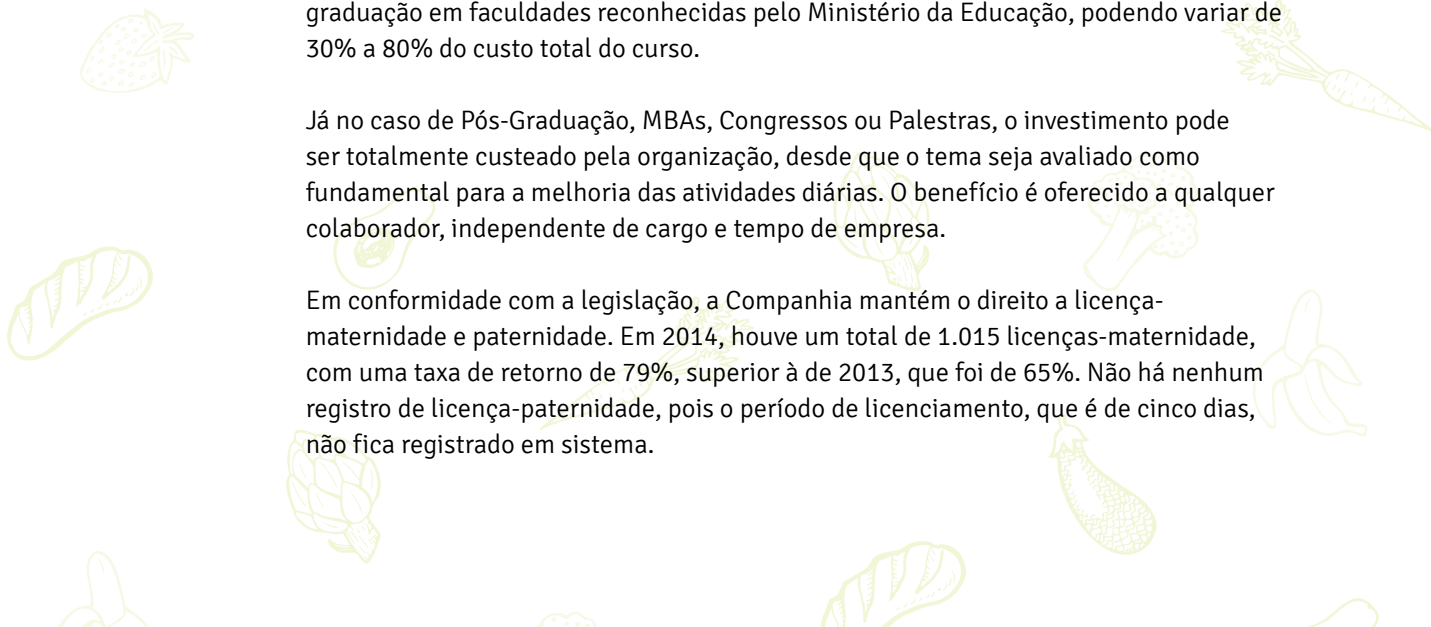 graduação em faculdades reconhecidas pelo Ministério da Educação, podendo variar de
30% a 80% do custo total do curso.
Já no caso de Pós-Graduação, MBAs, Congressos ou Palestras, o investimento pode
ser totalmente custeado pela organização, desde que o tema seja avaliado como
fundamental para a melhoria das atividades diárias. O benefício é oferecido a qualquer
colaborador, independente de cargo e tempo de empresa.
Em conformidade com a legislação, a Companhia mantém o direito a licença-
maternidade e paternidade. Em 2014, houve um total de 1.015 licenças-maternidade,
com uma taxa de retorno de 79%, superior à de 2013, que foi de 65%. Não há nenhum
registro de licença-paternidade, pois o período de licenciamento, que é de cinco dias,
não fica registrado em sistema.